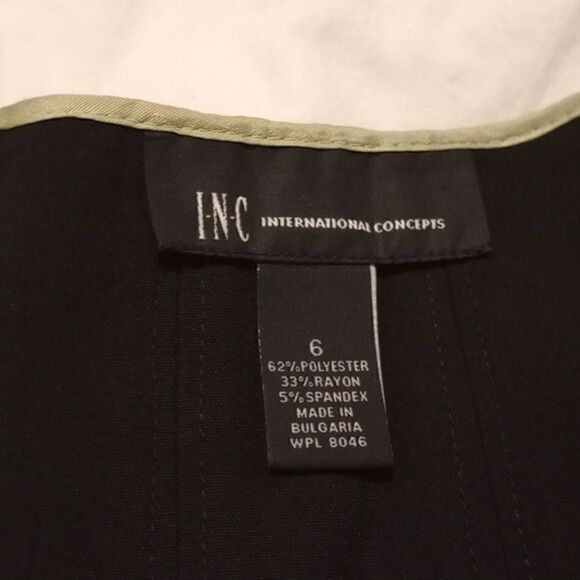 I·N·C INTERNATIONAL CONCEPTS
6
62% POLYESTER
33% RAYON
5% SPANDEX
MADE IN
BULGARIA
WPL 8046